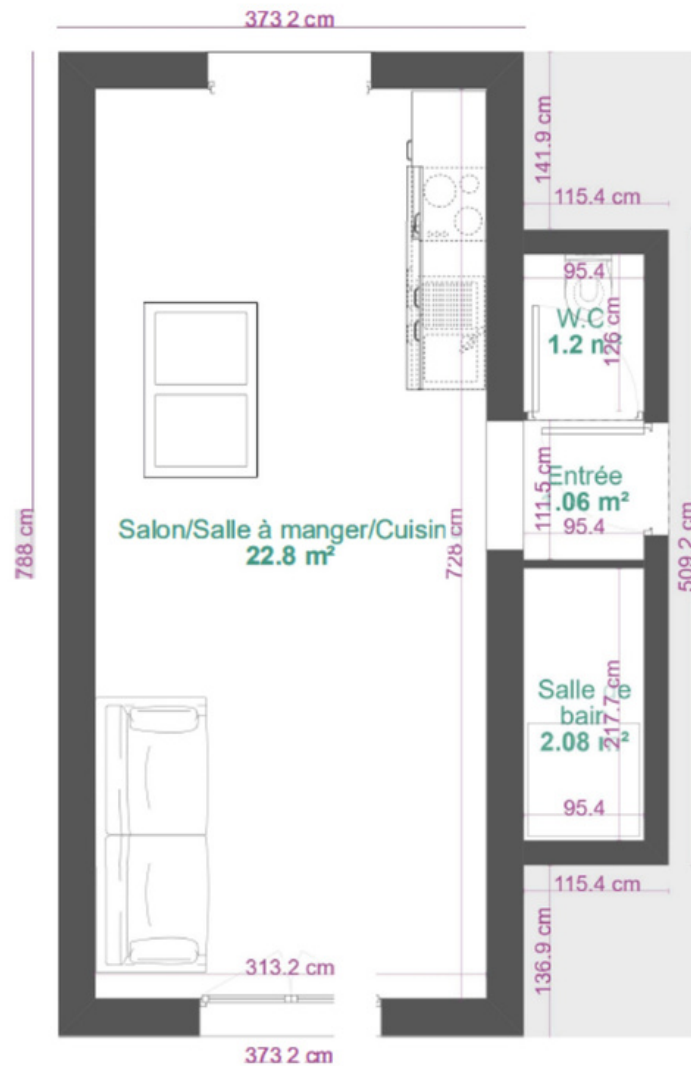 373.2 cm
141.9 cm
115.4 cm
95.4
W.C
1.2
126 cm
Entrée
.06 m²
111.5 cm
95.4
Salon/Salle à manger/Cuisin
22.8 m²
728 cm
788 cm
509.2 cm
Salle
bain
2.08
217.7 cm
95.4
115.4 cm
136.9 cm
313.2 cm
373.2 cm